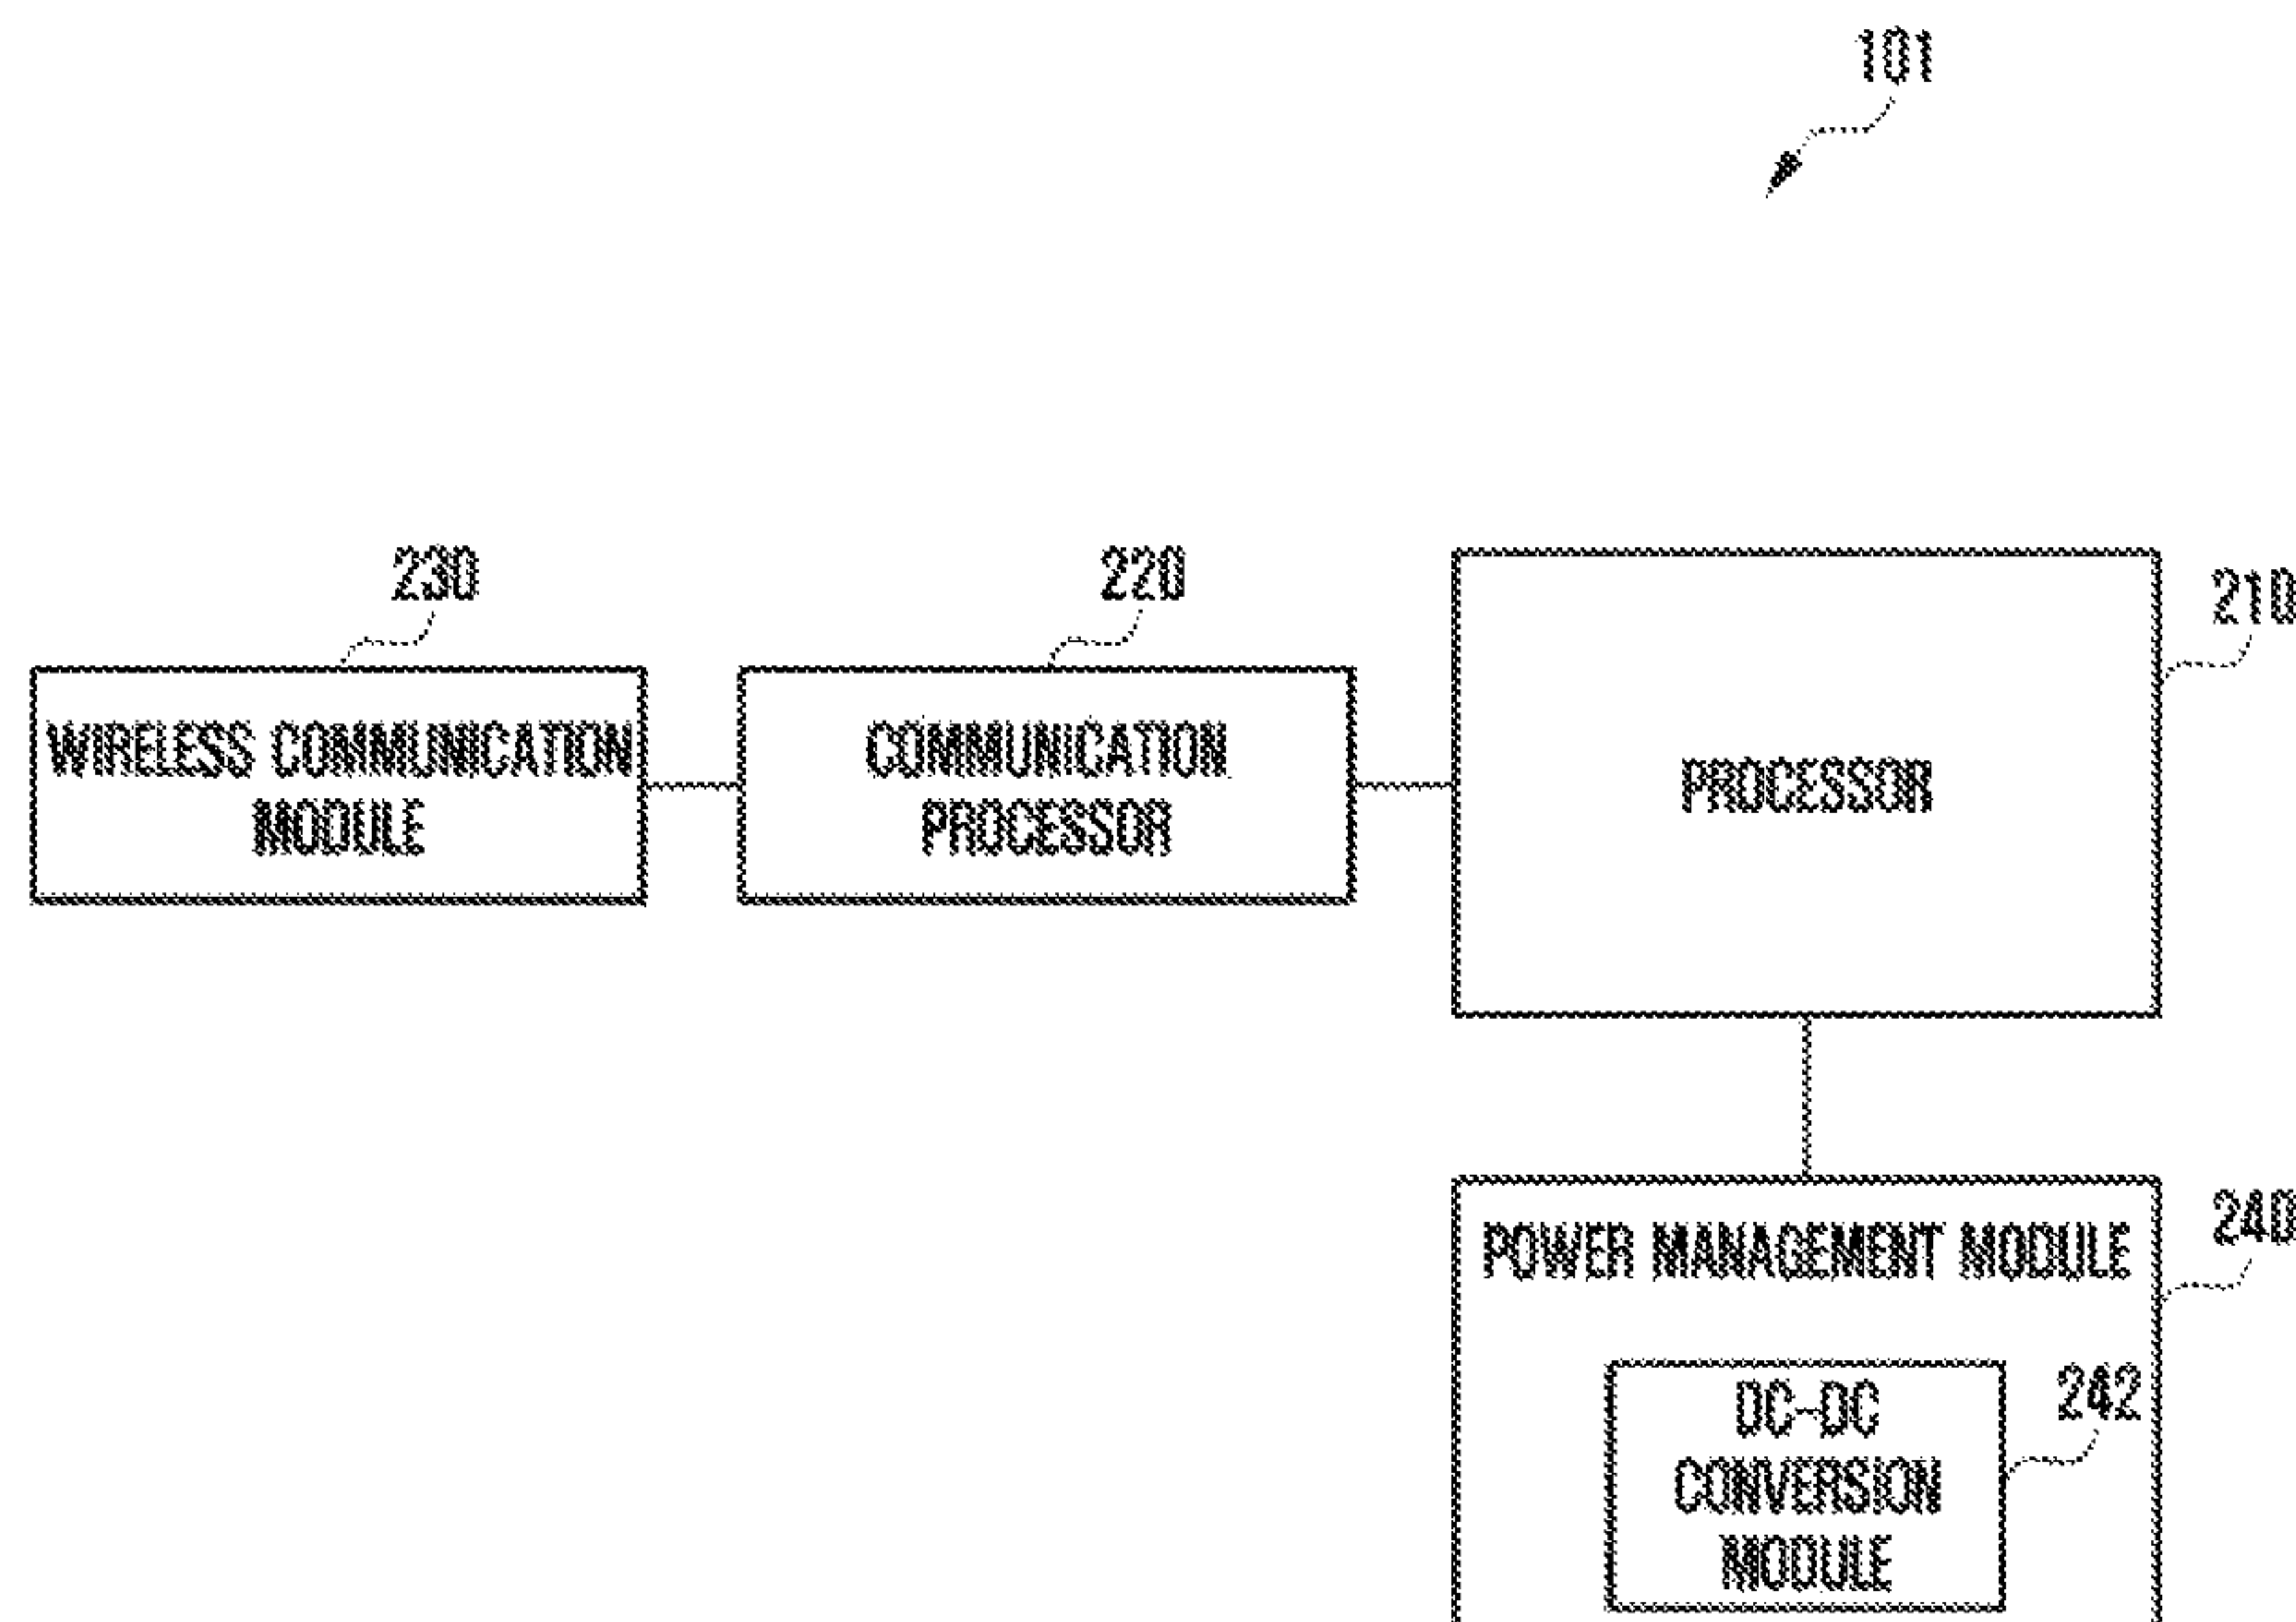 101
230
220
210
WIRELESS COMMUNICATION
MODULE
COMMUNICATION
PROCESSOR
PROCESSOR
240
POWER MANAGEMENT MODULE
242
DC-DC
CONVERSION
MODULE